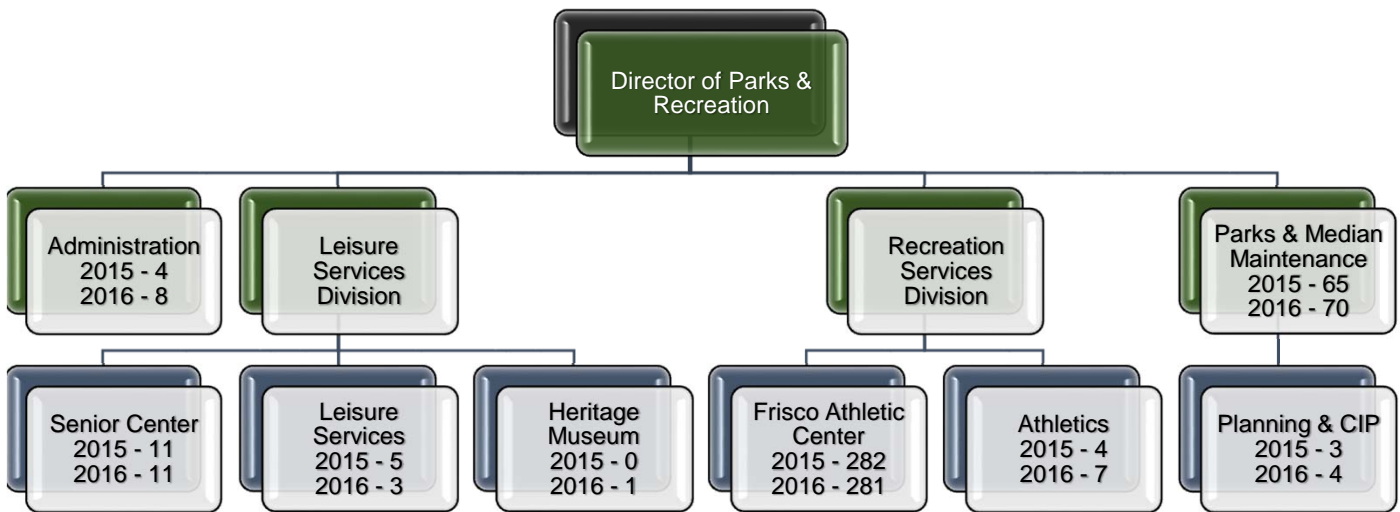 Director of Parks &
Recreation
Administration
2015 - 4
2016 - 8
Leisure
Services
Division
Recreation
Services
Division
Parks & Median
Maintenance
2015 - 65
2016 - 70
Senior Center
2015 - 11
2016 - 11
Leisure
Services
2015 - 5
2016 - 3
Heritage
Museum
2015 - 0
2016 - 1
Frisco Athletic
Center
2015 - 282
2016 - 281
Athletics
2015 - 4
2016 - 7
Planning & CIP
2015 - 3
2016 - 4